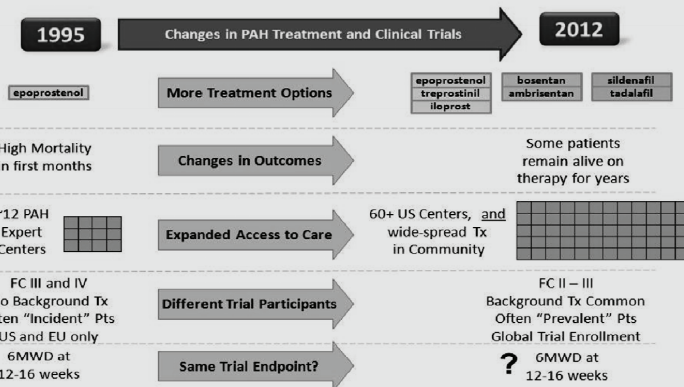 1995
Changes in PAH Treatment and Clinical Trials
2012
epoprostenol
More Treatment Options
epoprostenol
treprostinil
iloprost
bosentan
ambrisentan
sildenafil
tadalafil
High Mortality
in first months
Changes in Outcomes
Some patients
remain alive on
therapy for years
12 PAH
Expert
Centers
Expanded Access to Care
60+ US Centers, and
wide-spread Tx
in Community
FC III and IV
o Background Tx
ten “Incident” Pts
US and EU only
Different Trial Participants
FC II – III
Background Tx Common
Often “Prevalent” Pts
Global Trial Enrollment
6MWD at
12-16 weeks
Same Trial Endpoint?
? 6MWD at
12-16 weeks